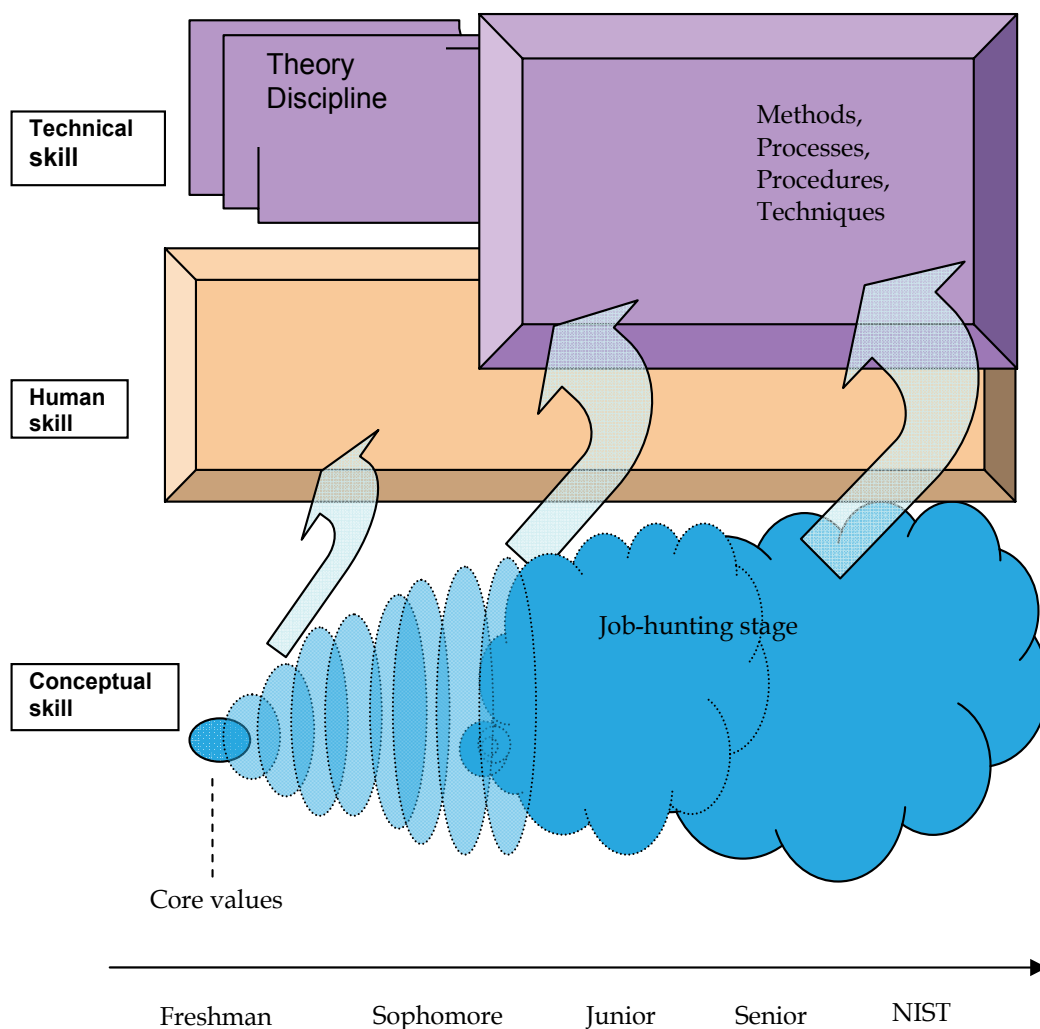 Theory
Discipline
Methods,
Processes,
Procedures,
Techniques
Technical
skill
Human
skill
Job-hunting stage
Conceptual
skill
Core values
Freshman Sophomore Junior Senior NIST